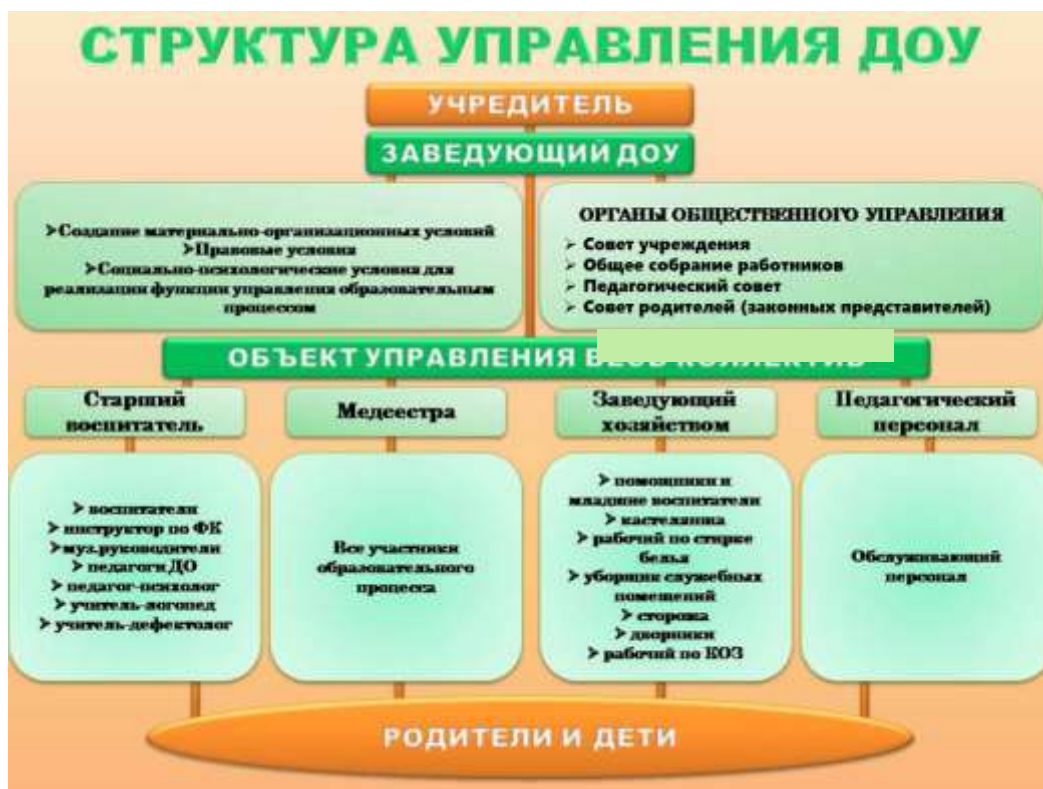 СТРУКТУРА УПРАВЛЕНИЯ ДОУ
УЧРЕДИТЕЛЬ
ЗАВЕДУЮЩИЙ ДОУ
➢Создание материально-организационных условий
➢Правовые условия
➢Социально-психологические условия для
реализации функции управления образовательным
процессом
ОРГАНЫ ОБЩЕСТВЕННОГО УПРАВЛЕНИЯ
➢ Совет учреждения
➢ Общее собрание работников
➢ Педагогический совет
➢ Совет родителей (законных представителей)
ОБЪЕКТ УПРАВЛЕНИЯ
Старший
воспитатель
Медсестра
Заведующий
хозяйством
Педагогический
персонал
➢ воспитатели
➢ инструктор по ФК
➢муз.руководители
➢ педагоги ДО
➢ педагог-психолог
➢ учитель-логопед
➢ учитель-дефектолог
Все участники
образовательного
процесса
➢ помощники и
младшие воспитатели
➢ кастелянша
➢ рабочий по стирке
белья
➢ уборщик служебных
помещений
➢ сторожа
➢ дворники
➢ рабочий по КОЗ
Обслуживающий
персонал
РОДИТЕЛИ И ДЕТИ